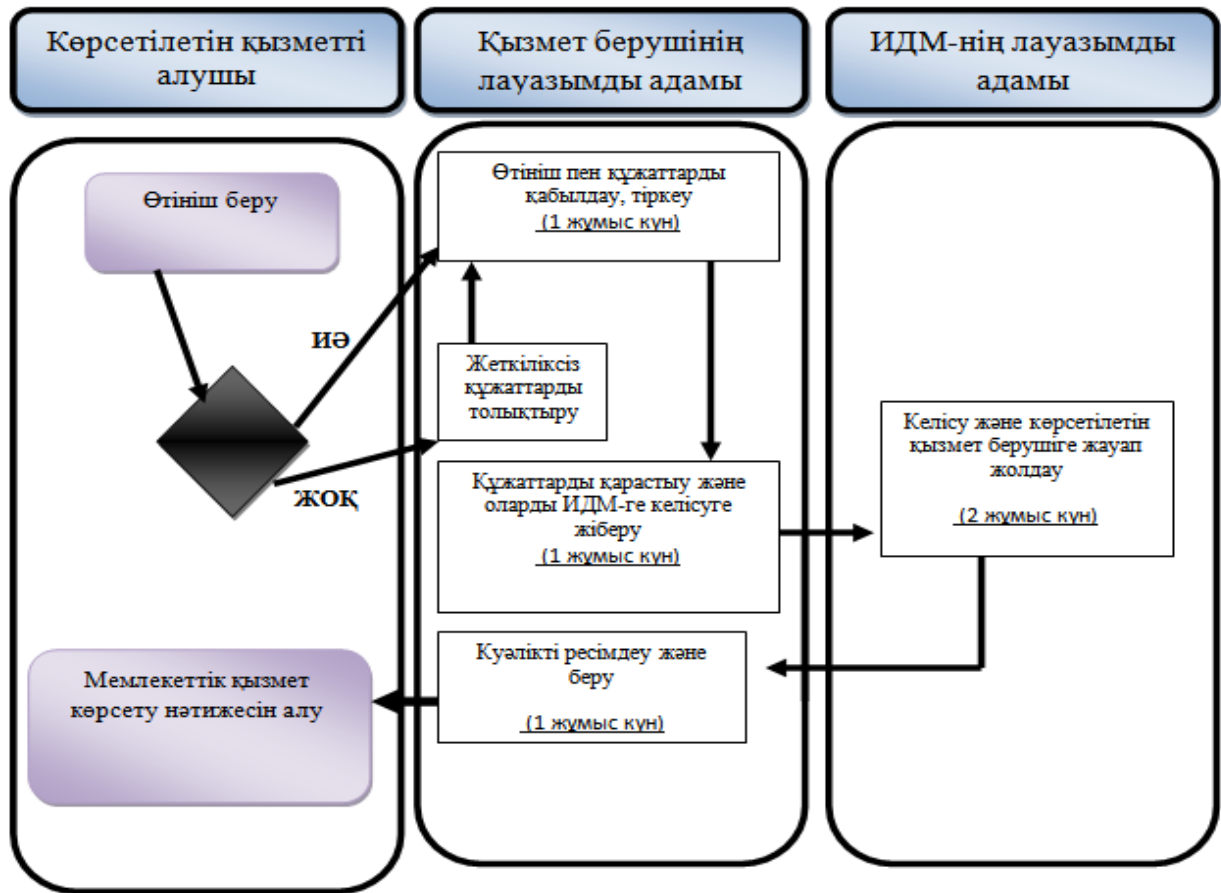 Көрсетілетін қызметті
алушы
Қызмет берушінің
лауазымды адамы
ИДМ-нің лауазымды
адамы
Өтініш беру
Өтініш пен құжаттарды
қабылдау, тіркеу
(1 жұмыс күн)
ИӘ
Жеткіліксіз
құжаттарды
толықтыру
ЖОҚ
Құжаттарды қарастыу және
оларды ИДМ-ге келісуге
жіберу
(1 жұмыс күн)
Келісу және көрсетілетін
қызмет берушіге жауап
жолдау
(2 жұмыс күн)
Куәлікті ресімдеу және
беру
(1 жұмыс күн)
Мемлекеттік қызмет
көрсету нәтижесін алу